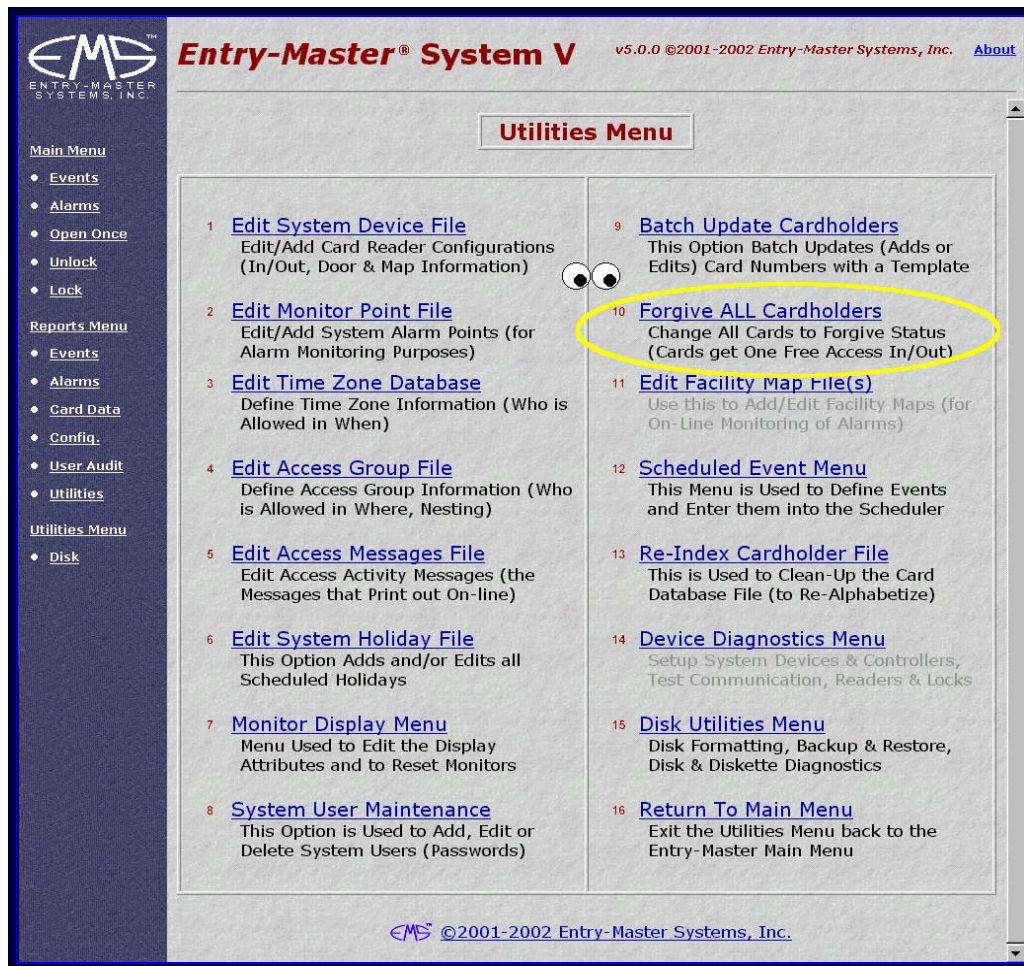 EMS™
ENTRY-MASTER
SYSTEMS, INC.
Entry-Master® System V
v5.0.0 ©2001-2002 Entry-Master Systems, Inc.
About
Main Menu
Events
Alarms
Open Once
Unlock
Lock
Reports Menu
Events
Alarms
Card Data
Config.
User Audit
Utilities
Utilities Menu
Disk
Utilities Menu
1 Edit System Device File
Edit/Add Card Reader Configurations
(In/Out, Door & Map Information)
2 Edit Monitor Point File
Edit/Add System Alarm Points (for
Alarm Monitoring Purposes)
3 Edit Time Zone Database
Define Time Zone Information (Who is
Allowed in When)
4 Edit Access Group File
Define Access Group Information (Who
is Allowed in Where, Nesting)
5 Edit Access Messages File
Edit Access Activity Messages (the
Messages that Print out On-line)
6 Edit System Holiday File
This Option Adds and/or Edits all
Scheduled Holidays
7 Monitor Display Menu
Menu Used to Edit the Display
Attributes and to Reset Monitors
8 System User Maintenance
This Option is Used to Add, Edit or
Delete System Users (Passwords)
9 Batch Update Cardholders
This Option Batch Updates (Adds or
Edits) Card Numbers with a Template
10 Forgive ALL Cardholders
Change All Cards to Forgive Status
(Cards get One Free Access In/Out)
11 Edit Facility Map File(s)
Use this to Add/Edit Facility Maps (for
On-Line Monitoring of Alarms)
12 Scheduled Event Menu
This Menu is Used to Define Events
and Enter them into the Scheduler
13 Re-Index Cardholder File
This is Used to Clean-Up the Card
Database File (to Re-Alphabetize)
14 Device Diagnostics Menu
Setup System Devices & Controllers,
Test Communication, Readers & Locks
15 Disk Utilities Menu
Disk Formatting, Backup & Restore,
Disk & Diskette Diagnostics
16 Return To Main Menu
Exit the Utilities Menu back to the
Entry-Master Main Menu
EMS™ ©2001-2002 Entry-Master Systems, Inc.